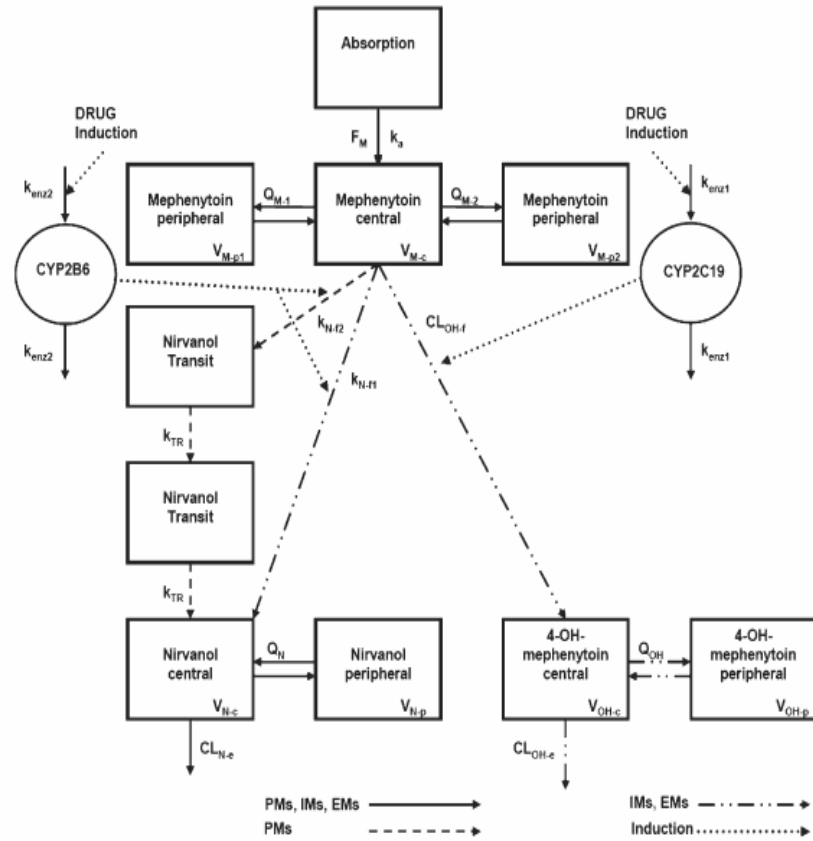 Absorption
DRUG
Induction
DRUG
Induction
F_M
k_a
k_enz2
k_enz1
Mephenytoin
peripheral
V_M-p1
Q_M-1
Mephenytoin
central
V_M-c
Q_M-2
Mephenytoin
peripheral
V_M-p2
CYP2B6
CYP2C19
k_enz2
k_enz1
k_N-f2
CL_OH-f
Nirvanol
Transit
k_N-f1
k_TR
Nirvanol
Transit
k_TR
Nirvanol
central
V_N-c
Q_N
Nirvanol
peripheral
V_N-p
4-OH-
mephenytoin
central
V_OH-c
Q_OH
4-OH-
mephenytoin
peripheral
V_OH-p
CL_N-e
CL_OH-e
PMs, IMs, EMs
IMs, EMs
PMs
Induction